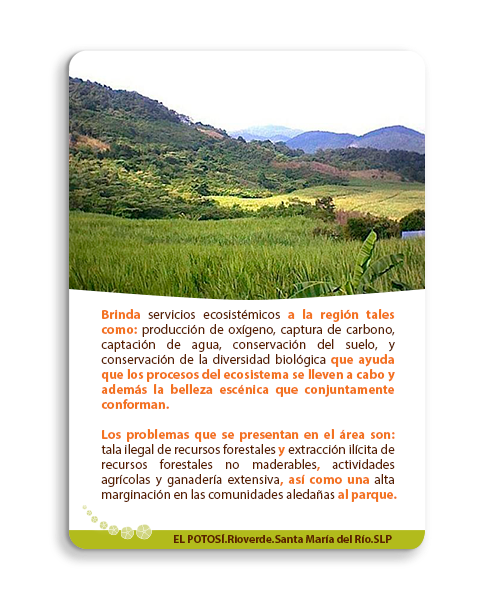 Brinda servicios ecosistémicos a la región tales
como: producción de oxígeno, captura de carbono,
captación de agua, conservación del suelo, y
conservación de la diversidad biológica que ayuda
que los procesos del ecosistema se lleven a cabo y
además la belleza escénica que conjuntamente
conforman.
Los problemas que se presentan en el área son:
tala ilegal de recursos forestales y extracción ilícita de
recursos forestales no maderables, actividades
agrícolas y ganadería extensiva, así como una alta
marginación en las comunidades aledañas al parque.
EL POTOSÍ.Rioverde.Santa María del Río.SLP